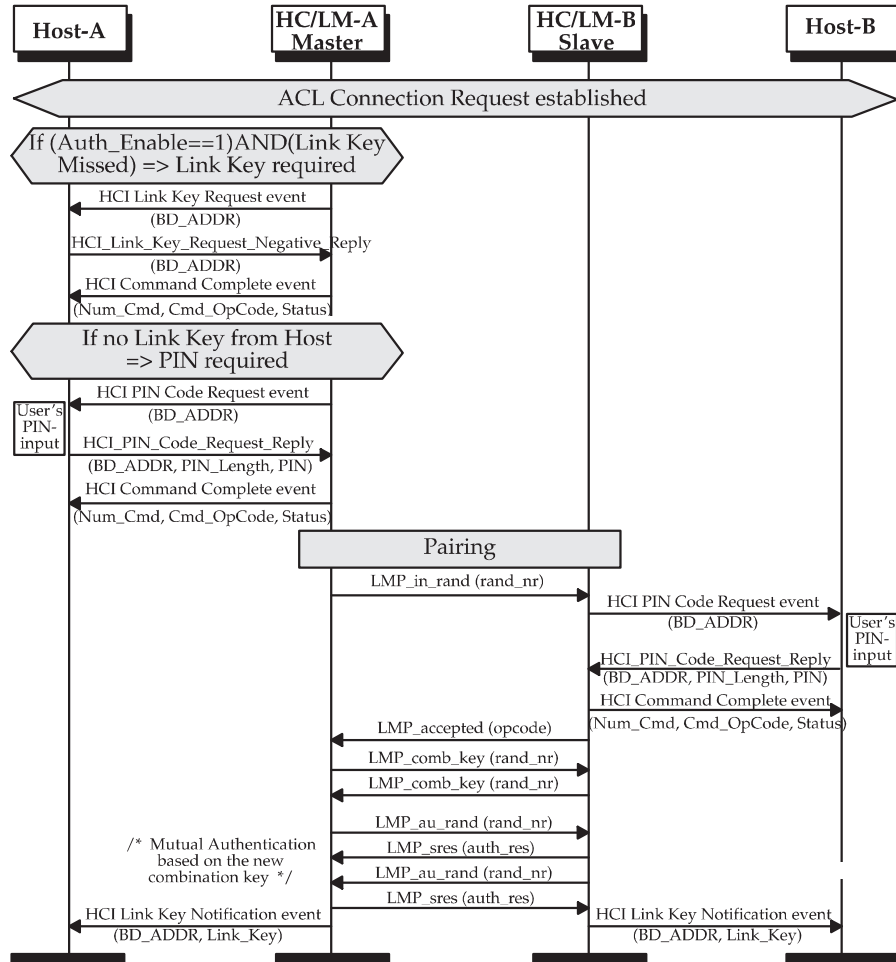 Host-A
HC/LM-A
Master
HC/LM-B
Slave
Host-B
ACL Connection Request established
If (Auth_Enable==1)AND(Link Key
Missed) => Link Key required
HCI Link Key Request event
(BD_ADDR)
HCI_Link_Key_Request_Negative_Reply
(BD_ADDR)
HCI Command Complete event
(Num_Cmd, Cmd_OpCode, Status)
If no Link Key from Host
=> PIN required
HCI PIN Code Request event
(BD_ADDR)
User's
PIN-
input
HCI_PIN_Code_Request_Reply
(BD_ADDR, PIN_Length, PIN)
HCI Command Complete event
(Num_Cmd, Cmd_OpCode, Status)
Pairing
LMP_in_rand (rand_nr)
HCI PIN Code Request event
(BD_ADDR)
User's
PIN-
input
HCI_PIN_Code_Request_Reply
(BD_ADDR, PIN_Length, PIN)
HCI Command Complete event
(Num_Cmd, Cmd_OpCode, Status)
LMP_accepted (opcode)
LMP_comb_key (rand_nr)
LMP_comb_key (rand_nr)
LMP_au_rand (rand_nr)
/* Mutual Authentication
based on the new
combination key */
LMP_sres (auth_res)
LMP_au_rand (rand_nr)
LMP_sres (auth_res)
HCI Link Key Notification event
(BD_ADDR, Link_Key)
HCI Link Key Notification event
(BD_ADDR, Link_Key)